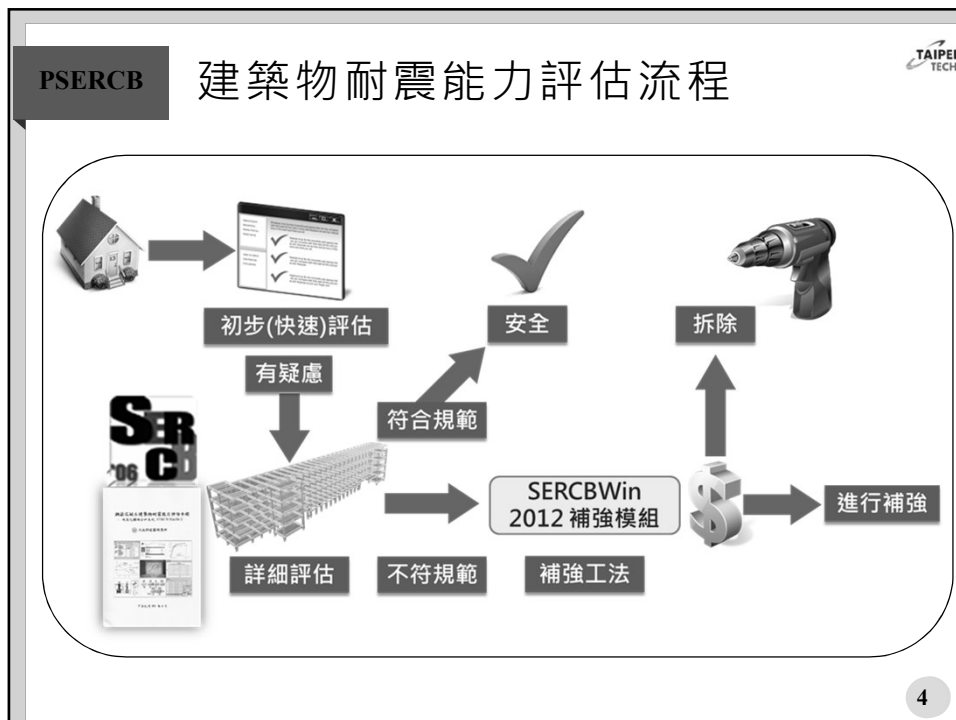 PSERCB
建築物耐震能力評估流程
TAIPEI
TECH
初步(快速)評估
安全
拆除
有疑慮
符合規範
SERCB
'06
SERCBWin
2012 補強模組
進行補強
詳細評估
不符規範
補強工法
4